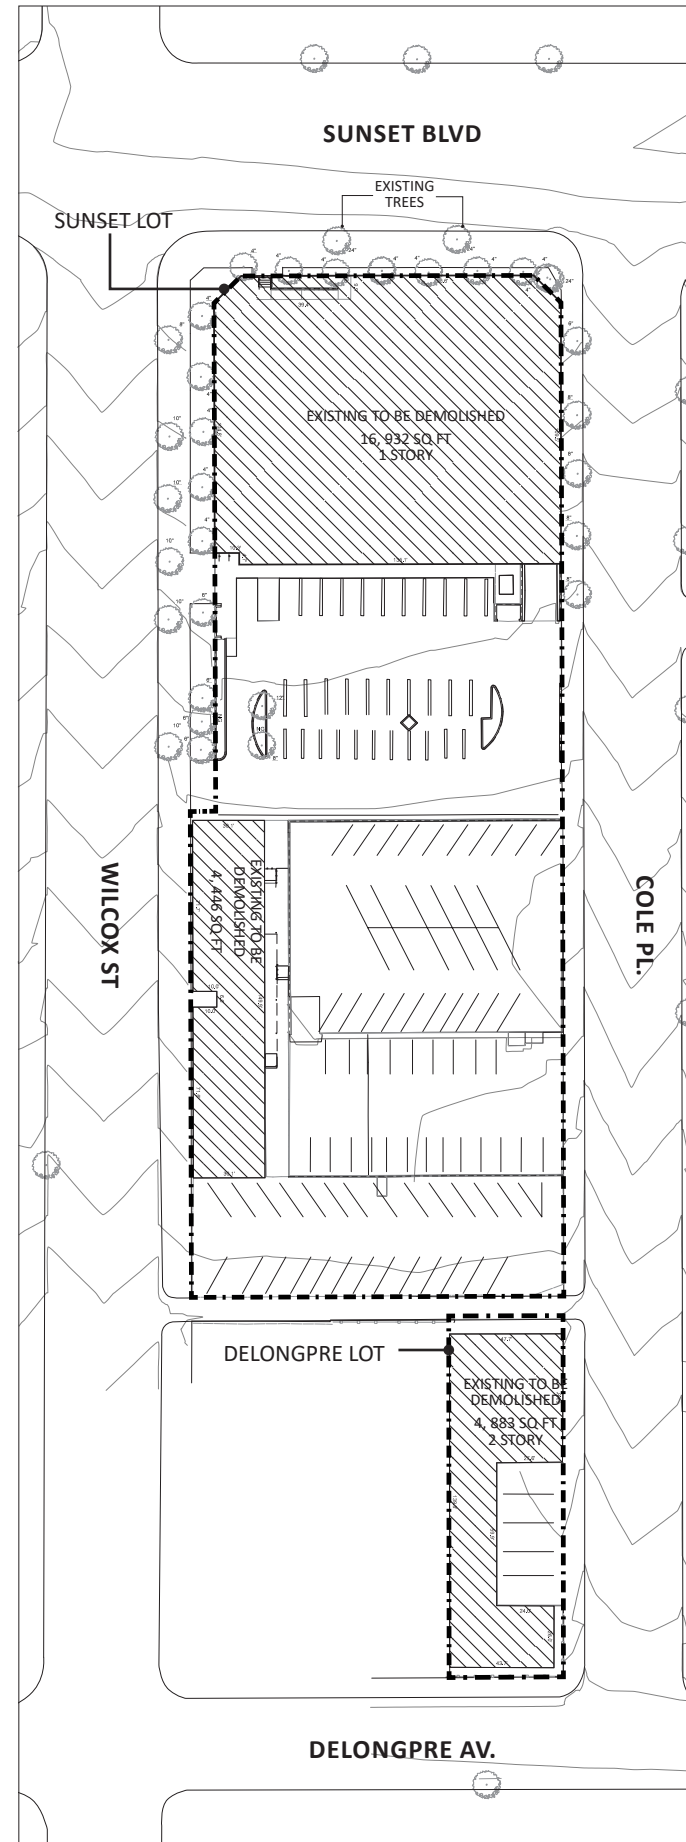 SUNSET BLVD
EXISTING
TREES
SUNSET LOT
EXISTING TO BE DEMOLISHED
16, 932 SQ FT
1 STORY
WILCOX ST
EXISTING TO BE
DEMOLISHED
4, 446 SQ FT
COLE PL.
DELONGPRE LOT
EXISTING TO BE
DEMOLISHED
4, 883 SQ FT
2 STORY
DELONGPRE AV.